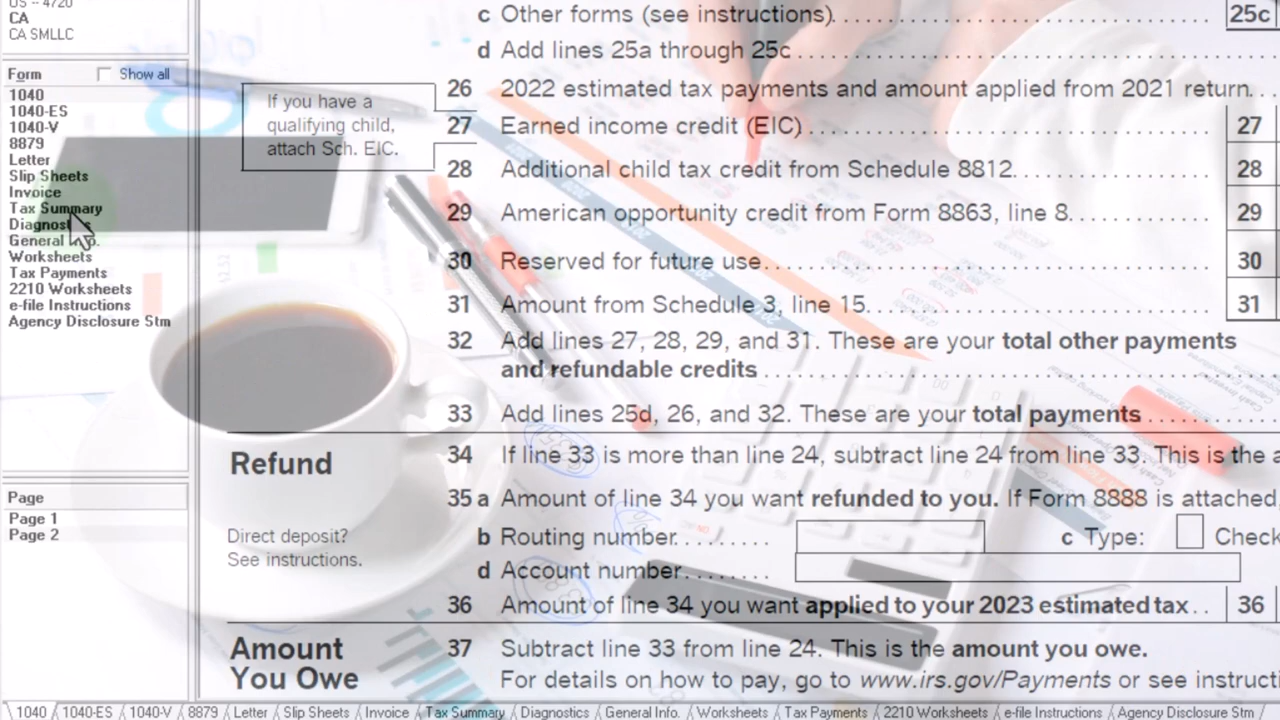 US -- 4720
CA
CA SMLLC
Form
Show all
1040
1040-ES
1040-V
8879
Letter
Slip Sheets
Invoice
Tax Summary
General
Worksheets
Tax Payments
2210 Worksheets
e-file Instructions
Agency Disclosure Stm
Page
Page 1
Page 2
If you have a
qualifying child,
attach Sch. EIC.
c Other forms (see instructions) 25c
d Add lines 25a through 25c
26 2022 estimated tax payments and amount applied from 2021 return
27 Earned income credit (EIC) 27
28 Additional child tax credit from Schedule 8812 28
29 American opportunity credit from Form 8863, line 8 29
30 Reserved for future use 30
31 Amount from Schedule 3, line 15 31
32 Add lines 27, 28, 29, and 31. These are your total other payments
and refundable credits
33 Add lines 25d, 26, and 32. These are your total payments
Refund 34 If line 33 is more than line 24, subtract line 24 from line 33. This is the
35 a Amount of line 34 you want refunded to you. If Form 8888 is attached
Direct deposit?
See instructions.
b Routing number c Type: Check
d Account number
36 Amount of line 34 you want applied to your 2023 estimated tax 36
Amount
You Owe
37 Subtract line 33 from line 24. This is the amount you owe.
For details on how to pay, go to www.irs.gov/Payments or see
1040 / 1040-ES / 1040-V / 8879 / Letter / Slip Sheets / Invoice / Tax Summary / Diagnostics / General Info. / Worksheets / Tax Payments / 2210 Worksheets / e-file Instructions / Agency Disclosure Stm /